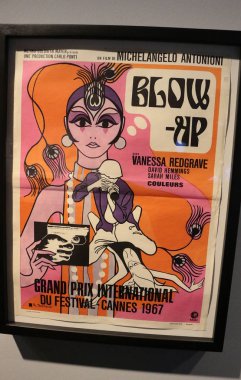 UNE PRODUCTION CARLO PONTI
UN FILM DE MICHELANGELO ANTONIONI
BLOW
-UP
VANESSA REDGRAVE
DAVID HEMMINGS
SARAH MILES
COULEURS
GRAND PRIX INTERNATIONAL
DU FESTIVAL - CANNES 1967
MGM